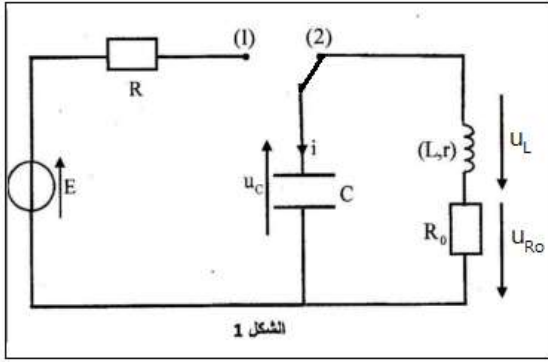 (1) (2)
R
(L,r) u_L
E u_C i C
R_0 u_Ro
الشكل 1